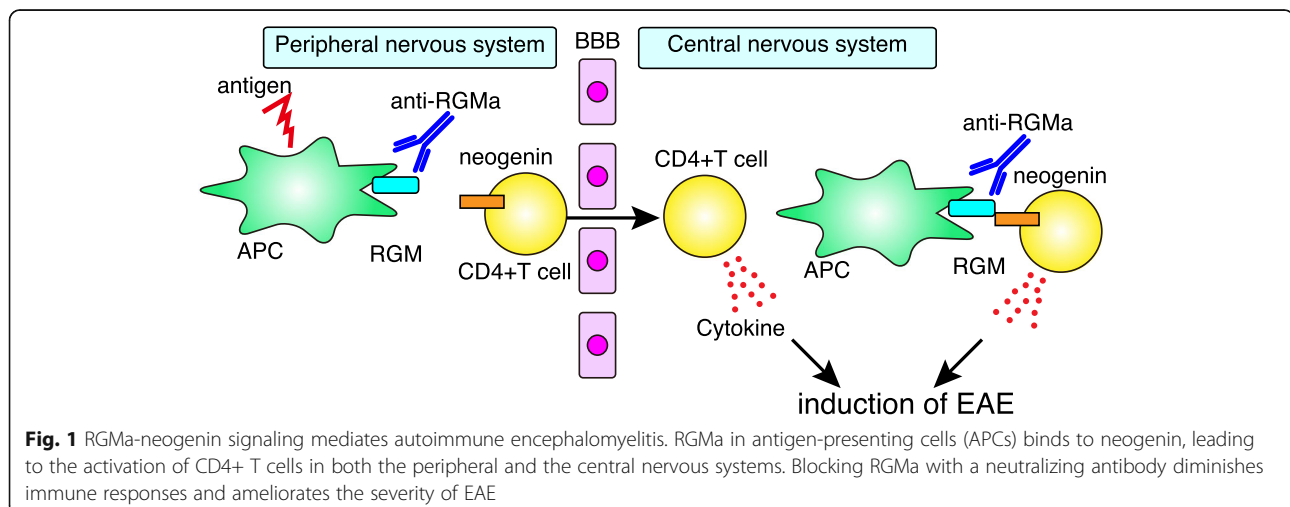 Peripheral nervous system
BBB
Central nervous system
antigen
anti-RGMa
neogenin
APC
RGM
CD4+T cell
CD4+T cell
Cytokine
anti-RGMa
neogenin
APC
RGM
induction of EAE
Fig. 1 RGMa-neogenin signaling mediates autoimmune encephalomyelitis. RGMa in antigen-presenting cells (APCs) binds to neogenin, leading
to the activation of CD4+ T cells in both the peripheral and the central nervous systems. Blocking RGMa with a neutralizing antibody diminishes
immune responses and ameliorates the severity of EAE